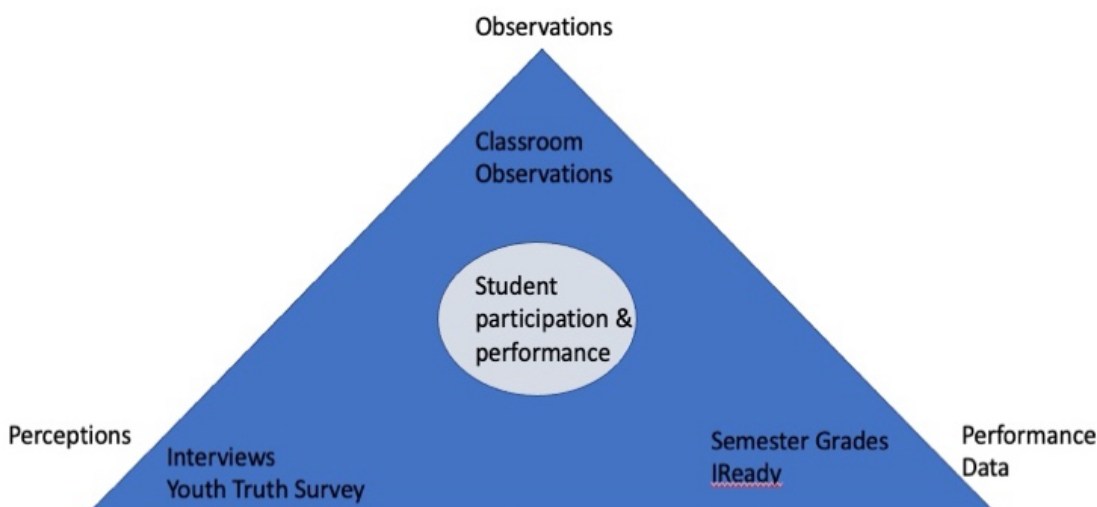 Observations
Classroom
Observations
Student
participation &
performance
Perceptions
Interviews
Youth Truth Survey
Semester Grades
IReady
Performance
Data